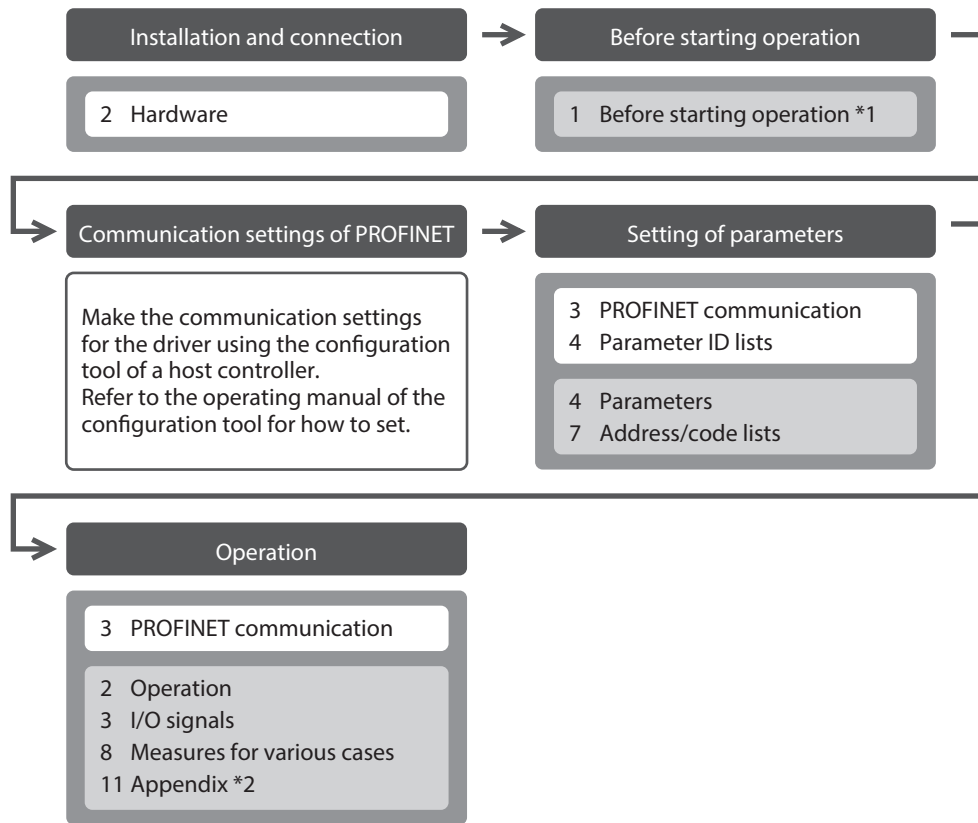 Installation and connection
2 Hardware
Before starting operation
1 Before starting operation *1
Communication settings of PROFINET
Make the communication settings
for the driver using the configuration
tool of a host controller.
Refer to the operating manual of the
configuration tool for how to set.
Setting of parameters
3 PROFINET communication
4 Parameter ID lists
4 Parameters
7 Address/code lists
Operation
3 PROFINET communication
2 Operation
3 I/O signals
8 Measures for various cases
11 Appendix *2